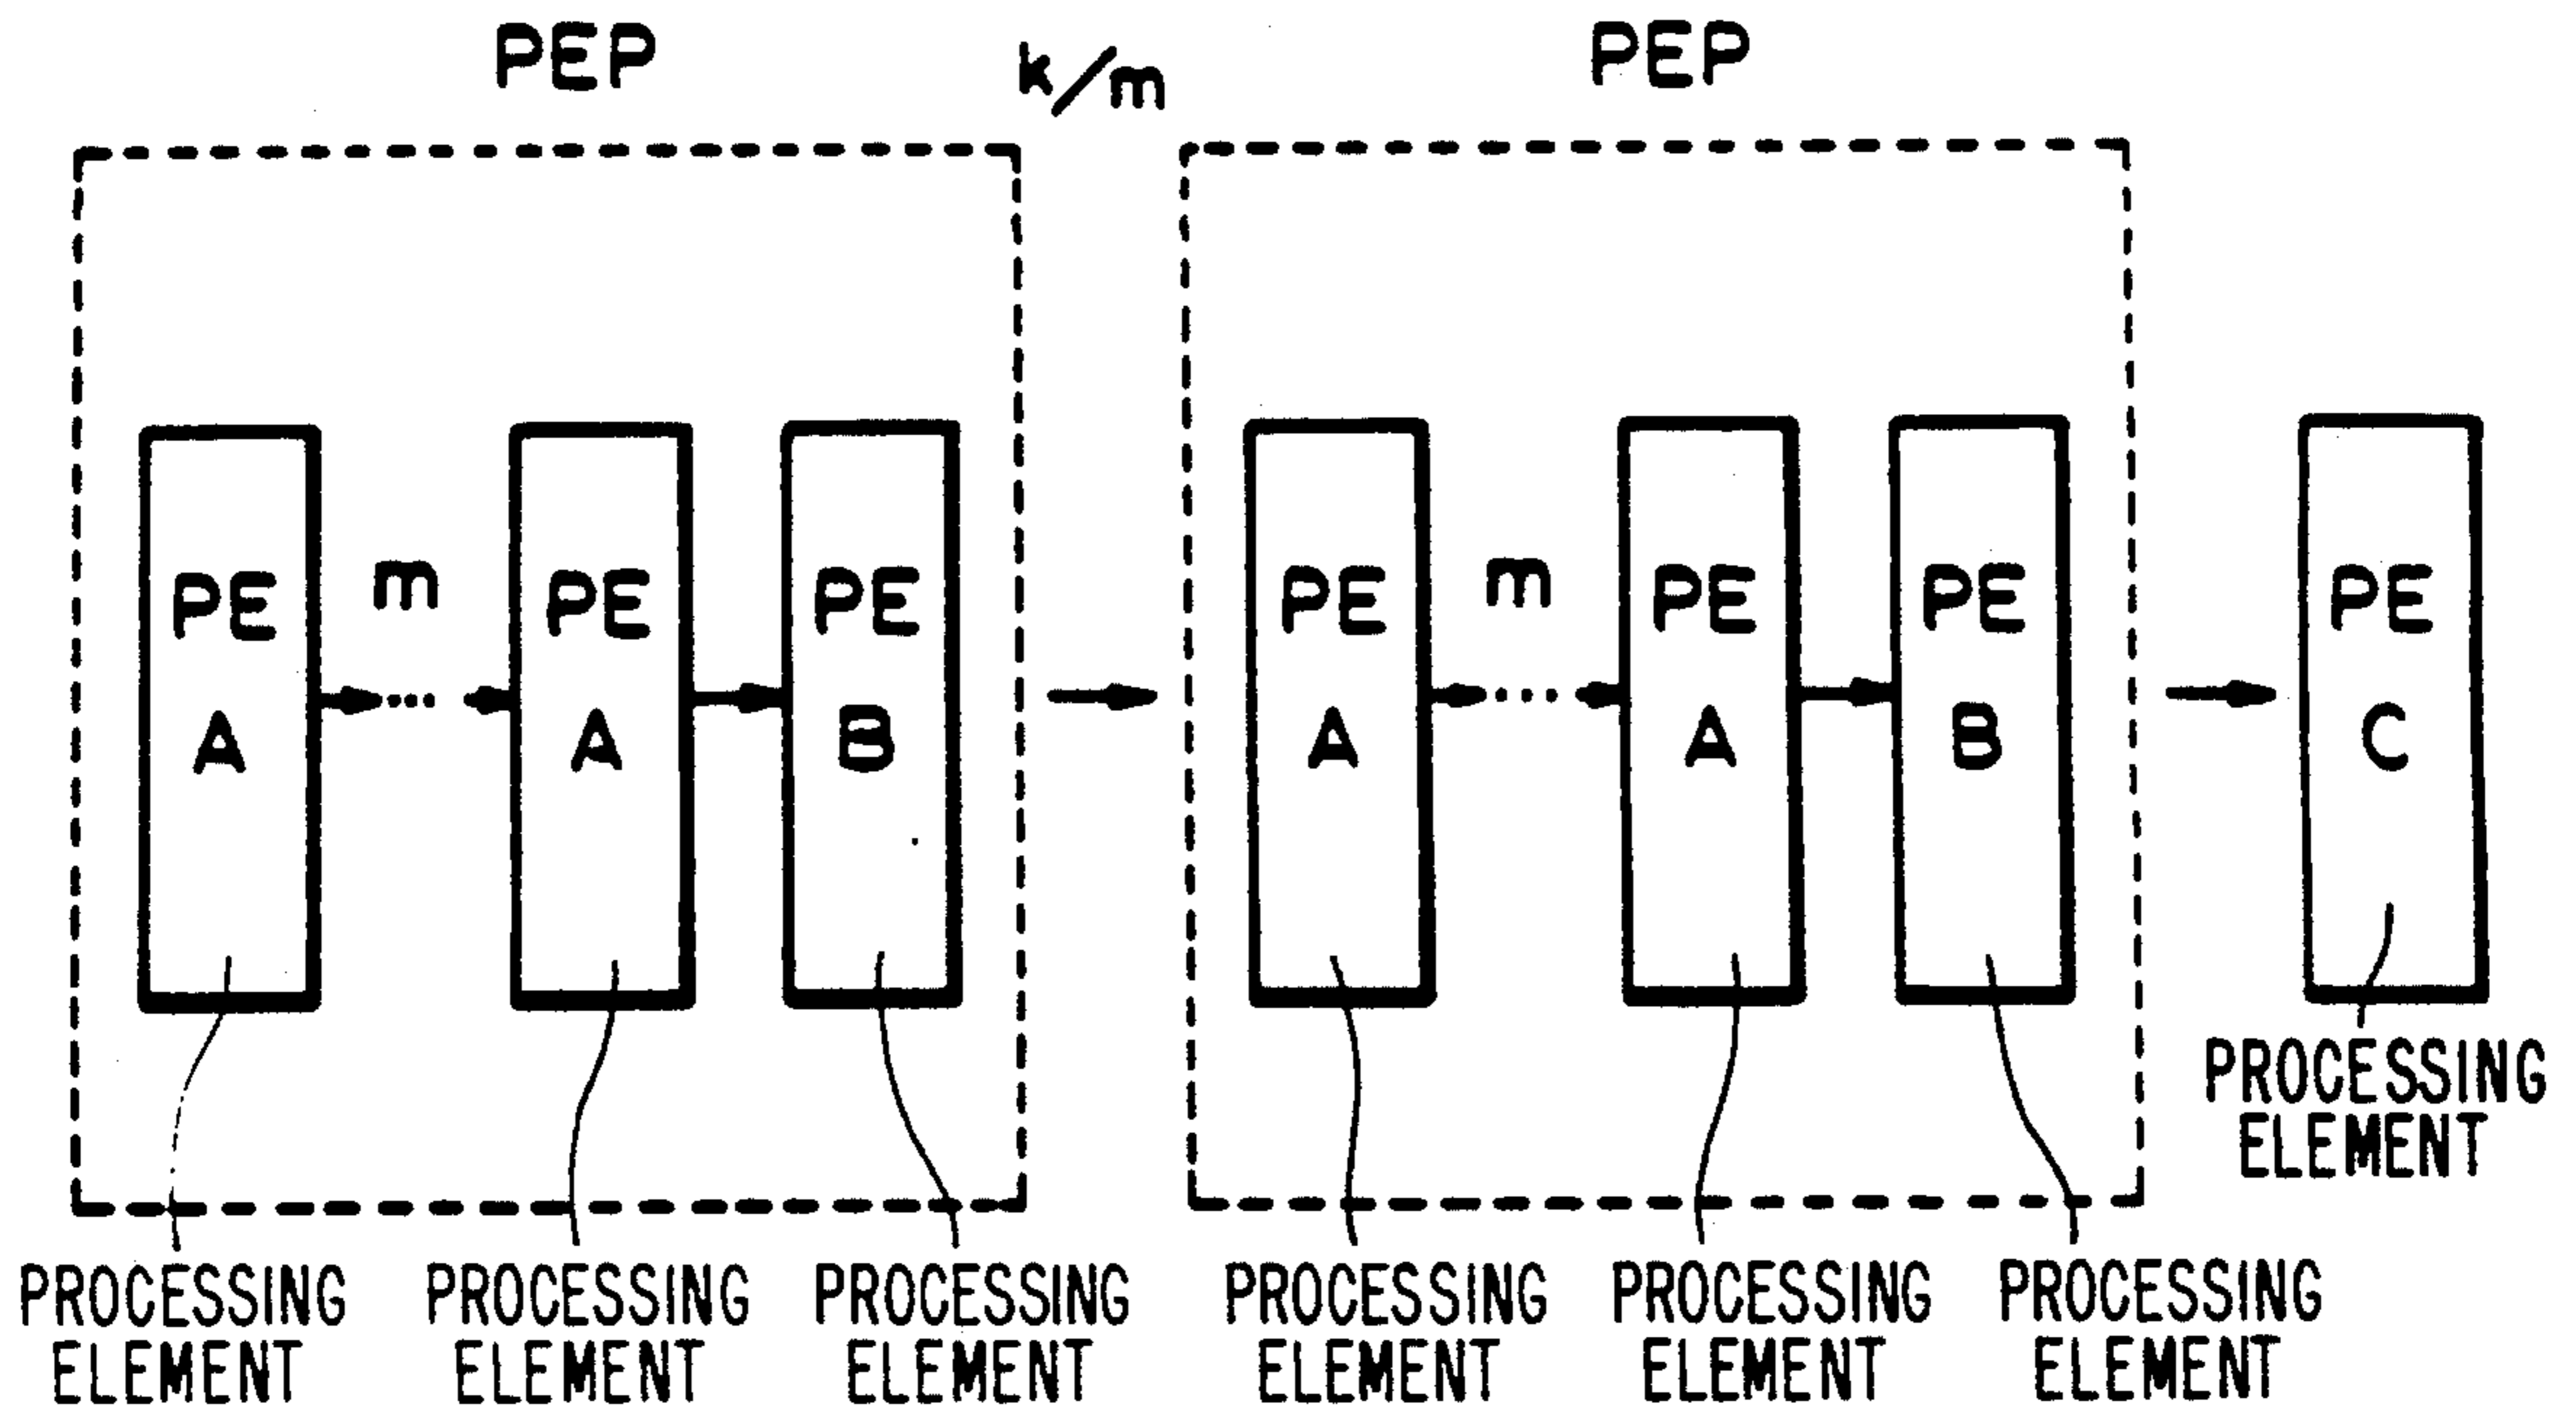 PEP
k/m
PEP
PE
A
m
PE
A
PE
B
PE
A
m
PE
A
PE
B
PE
C
PROCESSING
ELEMENT
PROCESSING
ELEMENT
PROCESSING
ELEMENT
PROCESSING
ELEMENT
PROCESSING
ELEMENT
PROCESSING
ELEMENT
PROCESSING
ELEMENT